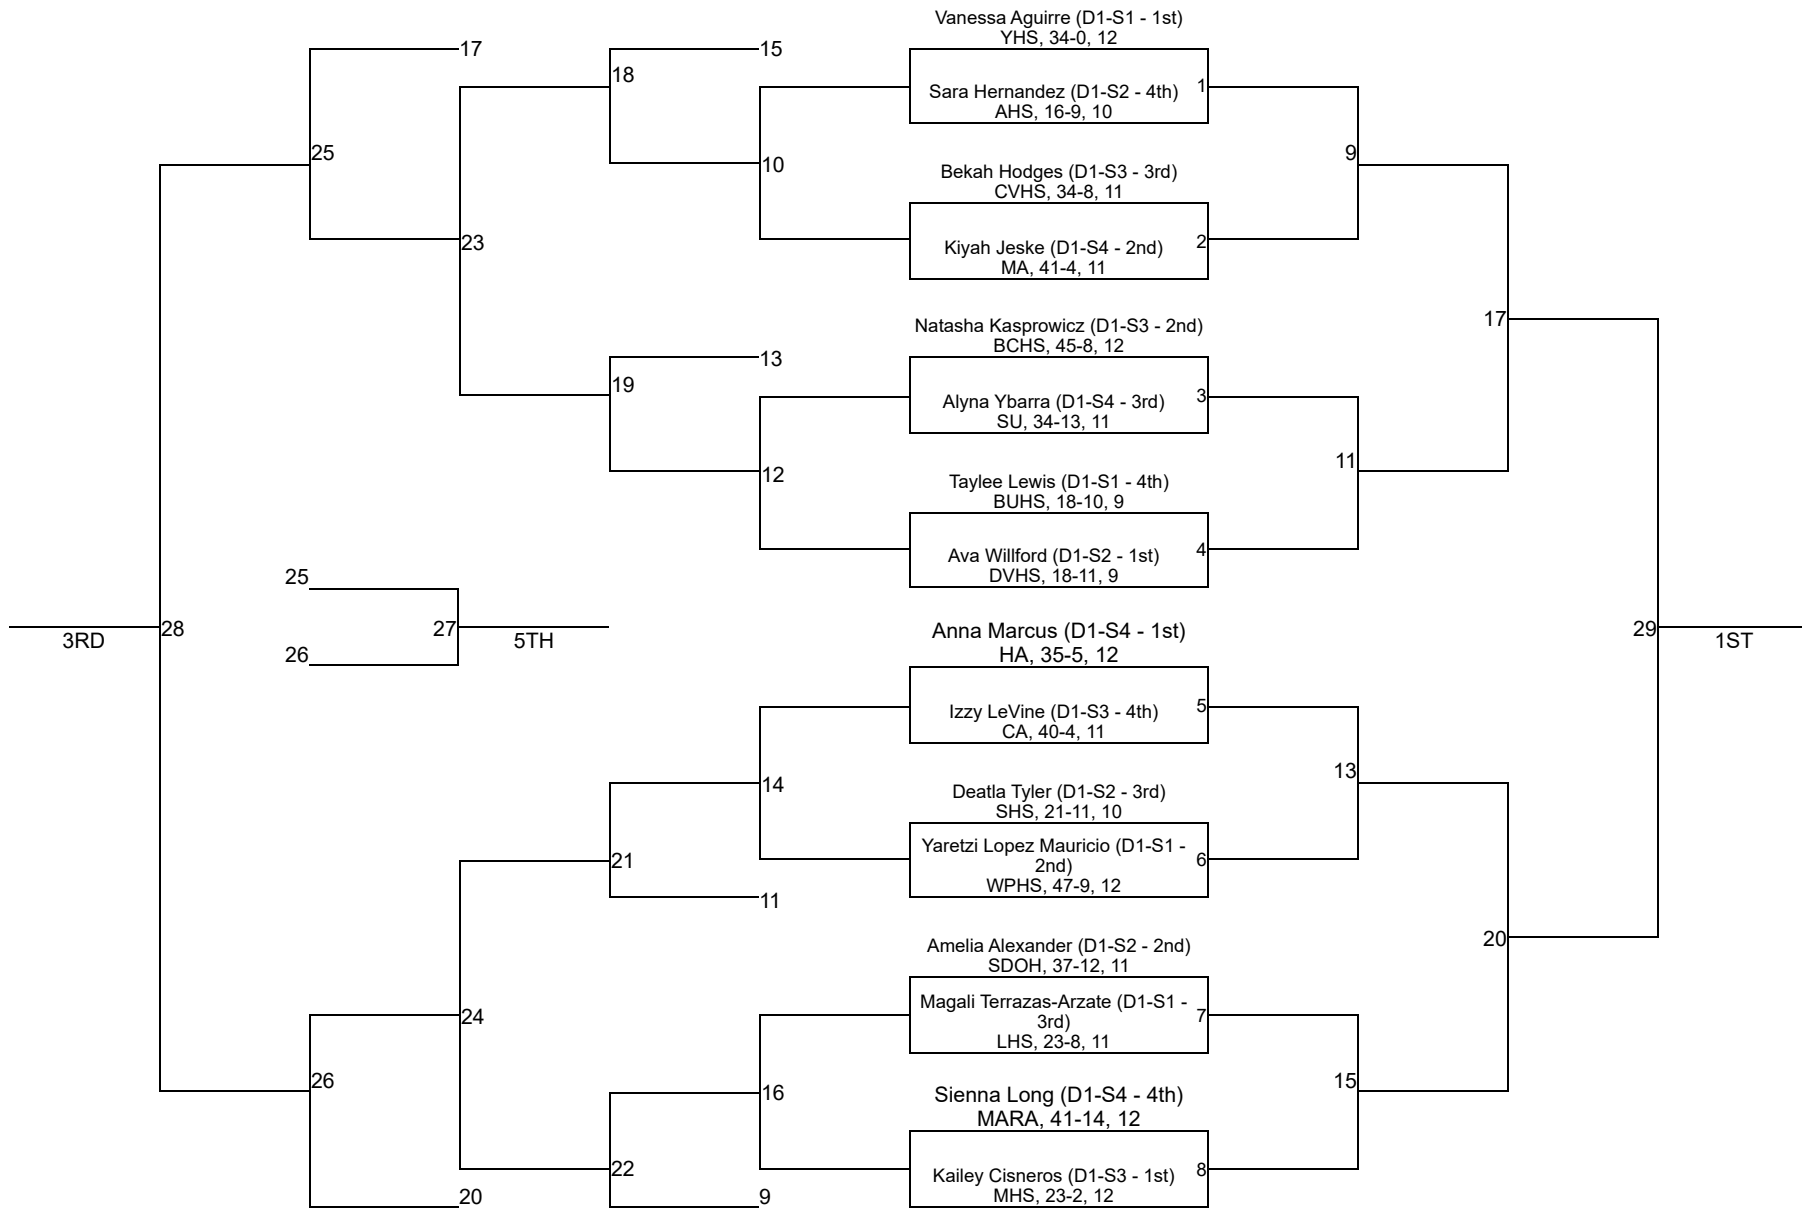 Vanessa Aguirre (D1-S1 - 1st)
YHS, 34-0, 12
17
15
18
Sara Hernandez (D1-S2 - 4th)
AHS, 16-9, 10
1
25
10
9
Bekah Hodges (D1-S3 - 3rd)
CVHS, 34-8, 11
23
Kiyah Jeske (D1-S4 - 2nd)
MA, 41-4, 11
2
Natasha Kasprowicz (D1-S3 - 2nd)
BCHS, 45-8, 12
17
13
19
Alyna Ybarra (D1-S4 - 3rd)
SU, 34-13, 11
3
12
11
Taylee Lewis (D1-S1 - 4th)
BUHS, 18-10, 9
Ava Willford (D1-S2 - 1st)
DVHS, 18-11, 9
4
25
3RD
28
27
5TH
26
Anna Marcus (D1-S4 - 1st)
HA, 35-5, 12
29
1ST
Izzy LeVine (D1-S3 - 4th)
CA, 40-4, 11
5
14
13
Deatla Tyler (D1-S2 - 3rd)
SHS, 21-11, 10
21
Yaretzi Lopez Mauricio (D1-S1 -
2nd)
WPHS, 47-9, 12
6
11
Amelia Alexander (D1-S2 - 2nd)
SDOH, 37-12, 11
20
24
Magali Terrazas-Arzate (D1-S1 -
3rd)
LHS, 23-8, 11
7
26
16
15
Sienna Long (D1-S4 - 4th)
MARA, 41-14, 12
22
Kailey Cisneros (D1-S3 - 1st)
MHS, 23-2, 12
8
20
9